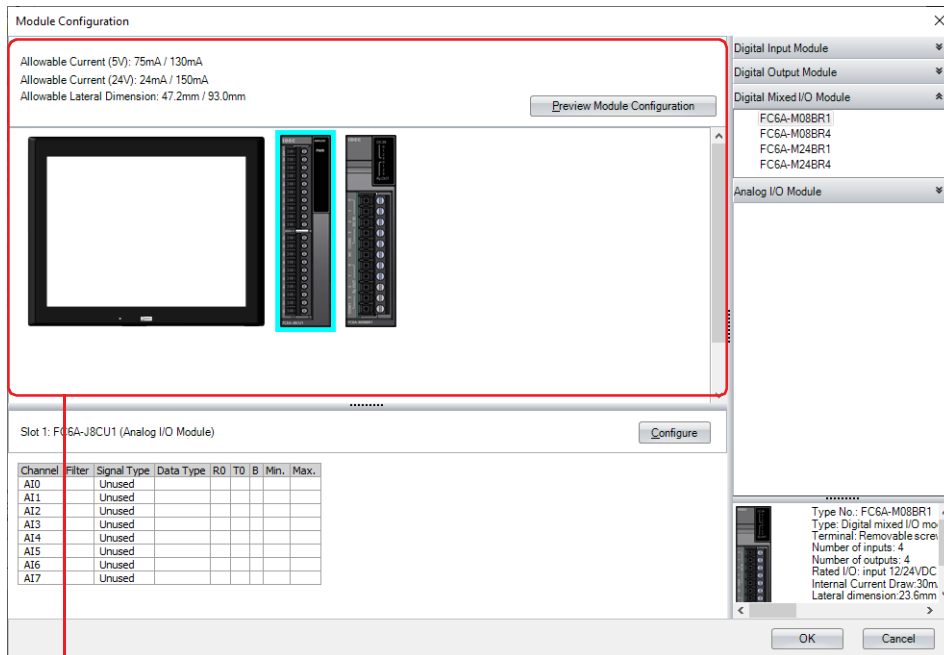 Module Configuration
Allowable Current (5V): 75mA / 130mA
Allowable Current (24V): 24mA / 150mA
Allowable Lateral Dimension: 47.2mm / 93.0mm
Preview Module Configuration
Digital Input Module
Digital Output Module
Digital Mixed I/O Module
FC6A-M08BR1
FC6A-M08BR4
FC6A-M24BR1
FC6A-M24BR4
Analog I/O Module
Slot 1: FC6A-J8CU1 (Analog I/O Module)
Configure
Channel Filter Signal Type Data Type R0 T0 B Min. Max.
AI0 Unused
AI1 Unused
AI2 Unused
AI3 Unused
AI4 Unused
AI5 Unused
AI6 Unused
AI7 Unused
Type No.: FC6A-M08BR1
Type: Digital mixed I/O mo
Terminal: Removable screw
Number of inputs: 4
Number of outputs: 4
Rated I/O: input 12/24VDC
Internal Current Draw:30m
Lateral dimension:23.6mm
OK Cancel